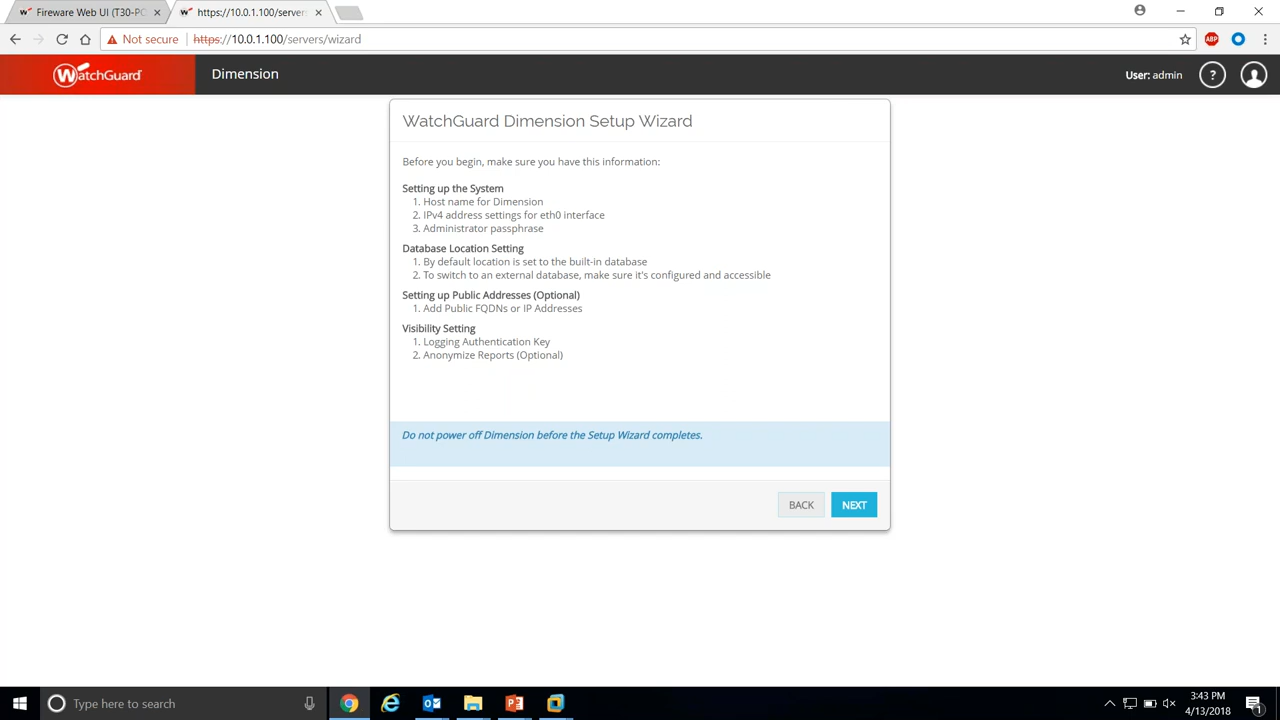 Fireware Web UI (T30-PO
https://10.0.1.100/server
Not secure | https://10.0.1.100/servers/wizard
ABP
WatchGuard
Dimension
User: admin
?
WatchGuard Dimension Setup Wizard
Before you begin, make sure you have this information:
Setting up the System
1. Host name for Dimension
2. IPv4 address settings for eth0 interface
3. Administrator passphrase
Database Location Setting
1. By default location is set to the built-in database
2. To switch to an external database, make sure it's configured and accessible
Setting up Public Addresses (Optional)
1. Add Public FQDNs or IP Addresses
Visibility Setting
1. Logging Authentication Key
2. Anonymize Reports (Optional)
Do not power off Dimension before the Setup Wizard completes.
BACK
NEXT
Type here to search
3:43 PM
4/13/2018
1